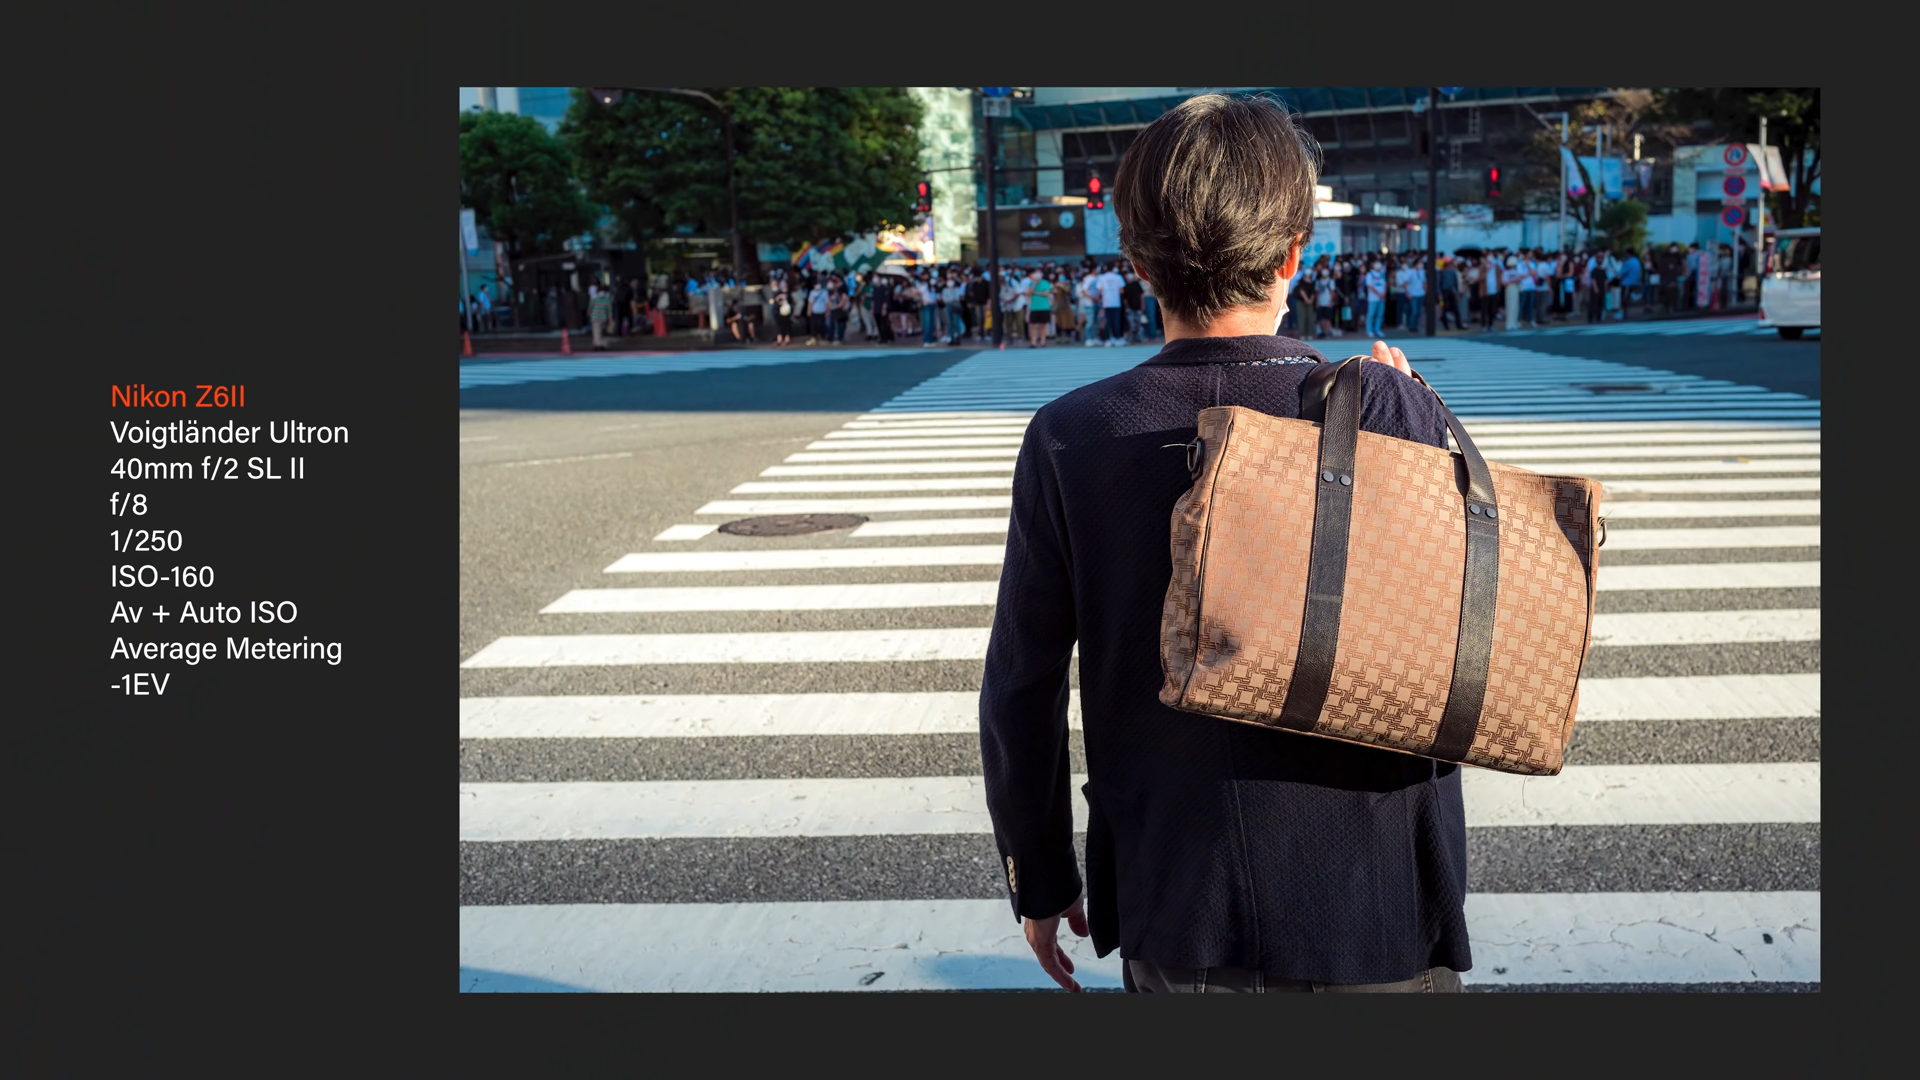 Nikon Z6II
Voigtländer Ultron
40mm f/2 SL II
f/8
1/250
ISO-160
Av + Auto ISO
Average Metering
-1EV